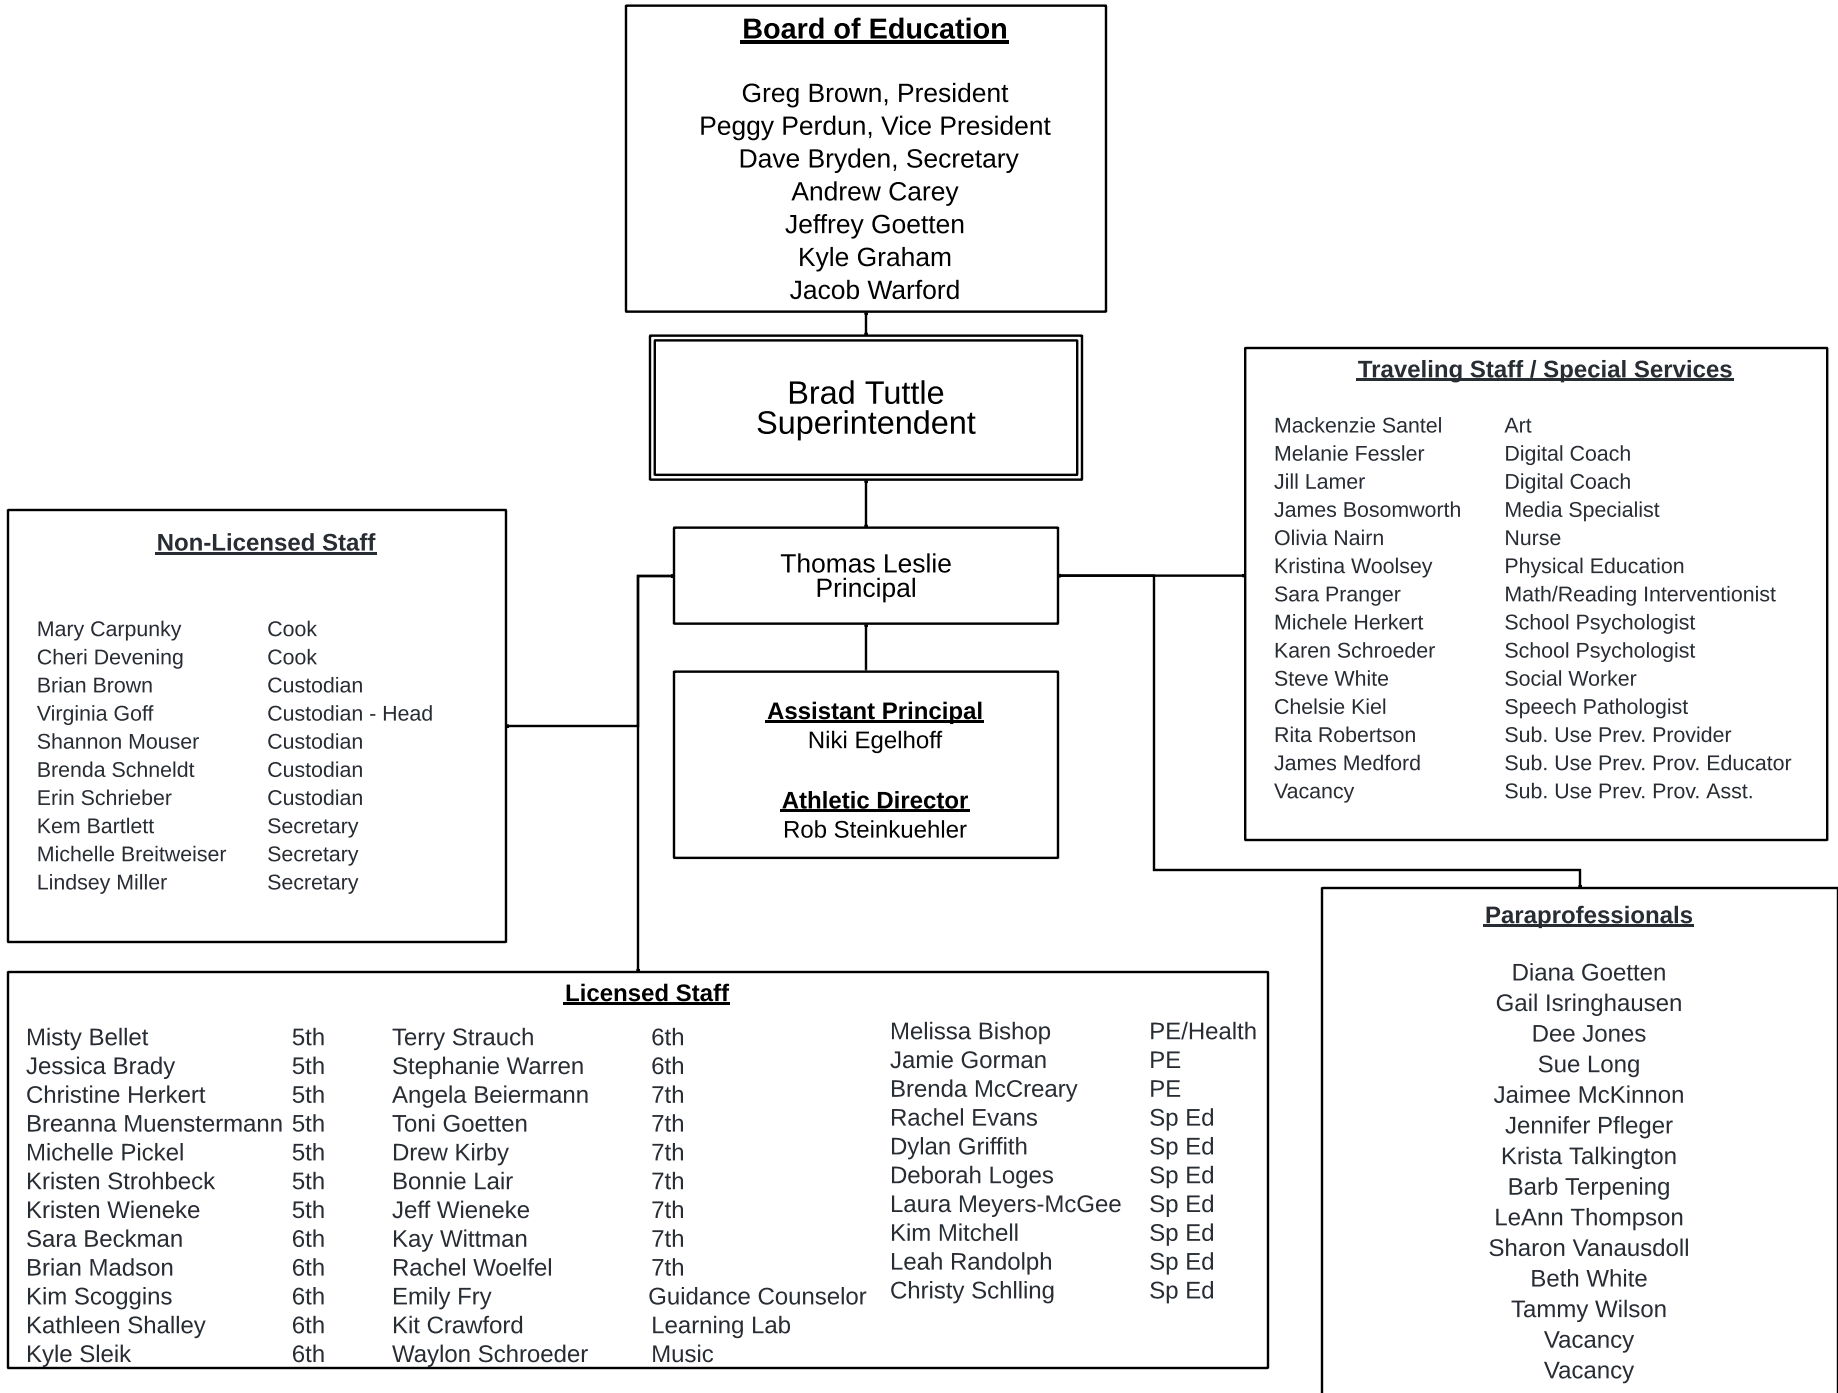 Board of Education
Greg Brown, President
Peggy Perdun, Vice President
Dave Bryden, Secretary
Andrew Carey
Jeffrey Goetten
Kyle Graham
Jacob Warford
Brad Tuttle
Superintendent
Thomas Leslie
Principal
Assistant Principal
Niki Egelhoff
Athletic Director
Rob Steinkuehler
Traveling Staff / Special Services
Mackenzie Santel Art
Melanie Fessler Digital Coach
Jill Lamer Digital Coach
James Bosomworth Media Specialist
Olivia Nairn Nurse
Kristina Woolsey Physical Education
Sara Pranger Math/Reading Interventionist
Michele Herkert School Psychologist
Karen Schroeder School Psychologist
Steve White Social Worker
Chelsie Kiel Speech Pathologist
Rita Robertson Sub. Use Prev. Provider
James Medford Sub. Use Prev. Prov. Educator
Vacancy Sub. Use Prev. Prov. Asst.
Non-Licensed Staff
Mary Carpunky Cook
Cheri Devening Cook
Brian Brown Custodian
Virginia Goff Custodian - Head
Shannon Mouser Custodian
Brenda Schneldt Custodian
Erin Schrieber Custodian
Kem Bartlett Secretary
Michelle Breitweiser Secretary
Lindsey Miller Secretary
Licensed Staff
Misty Bellet 5th Terry Strauch 6th Melissa Bishop PE/Health
Jessica Brady 5th Stephanie Warren 6th Jamie Gorman PE
Christine Herkert 5th Angela Beiermann 7th Brenda McCreary PE
Breanna Muenstermann 5th Toni Goetten 7th Rachel Evans Sp Ed
Michelle Pickel 5th Drew Kirby 7th Dylan Griffith Sp Ed
Kristen Strohbeck 5th Bonnie Lair 7th Deborah Loges Sp Ed
Kristen Wieneke 5th Jeff Wieneke 7th Laura Meyers-McGee Sp Ed
Sara Beckman 6th Kay Wittman 7th Kim Mitchell Sp Ed
Brian Madson 6th Rachel Woelfel 7th Leah Randolph Sp Ed
Kim Scoggins 6th Emily Fry Guidance Counselor Christy Schlling Sp Ed
Kathleen Shalley 6th Kit Crawford Learning Lab
Kyle Sleik 6th Waylon Schroeder Music
Paraprofessionals
Diana Goetten
Gail Isringhausen
Dee Jones
Sue Long
Jaimee McKinnon
Jennifer Pfleger
Krista Talkington
Barb Terpening
LeAnn Thompson
Sharon Vanausdoll
Beth White
Tammy Wilson
Vacancy
Vacancy